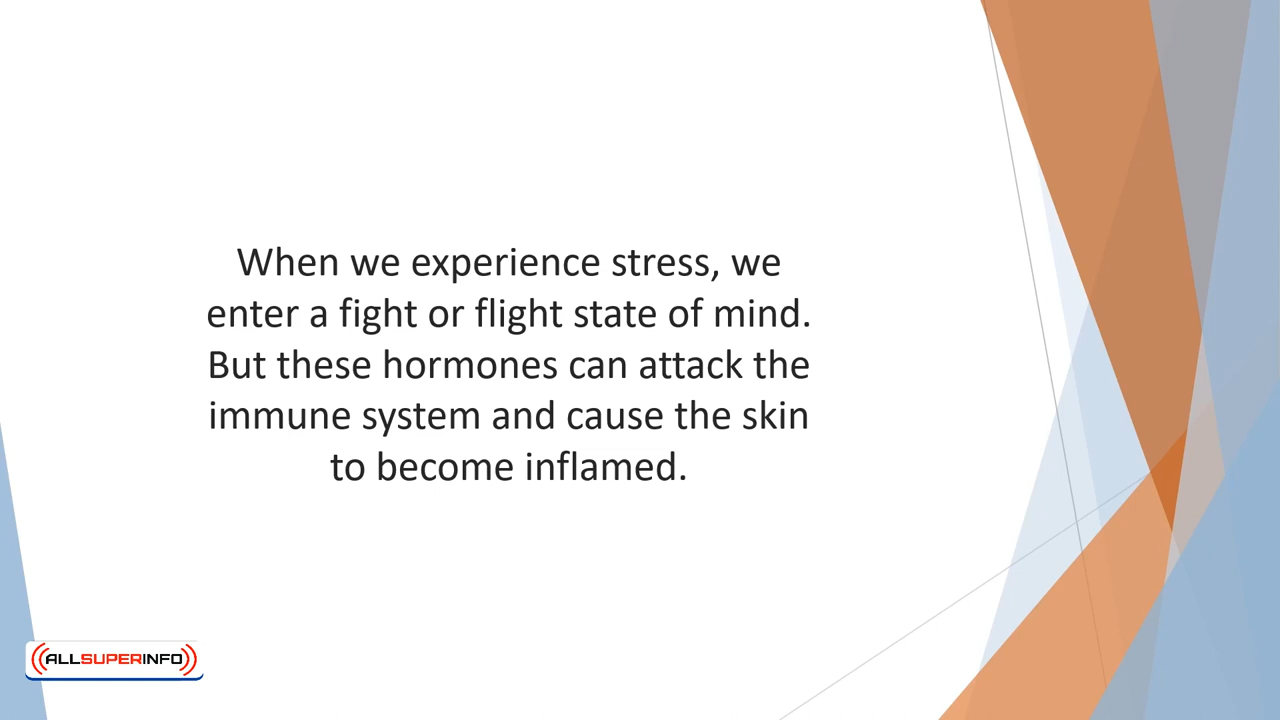 When we experience stress, we
enter a fight or flight state of mind.
But these hormones can attack the
immune system and cause the skin
to become inflamed.
ALLSUPERINFO